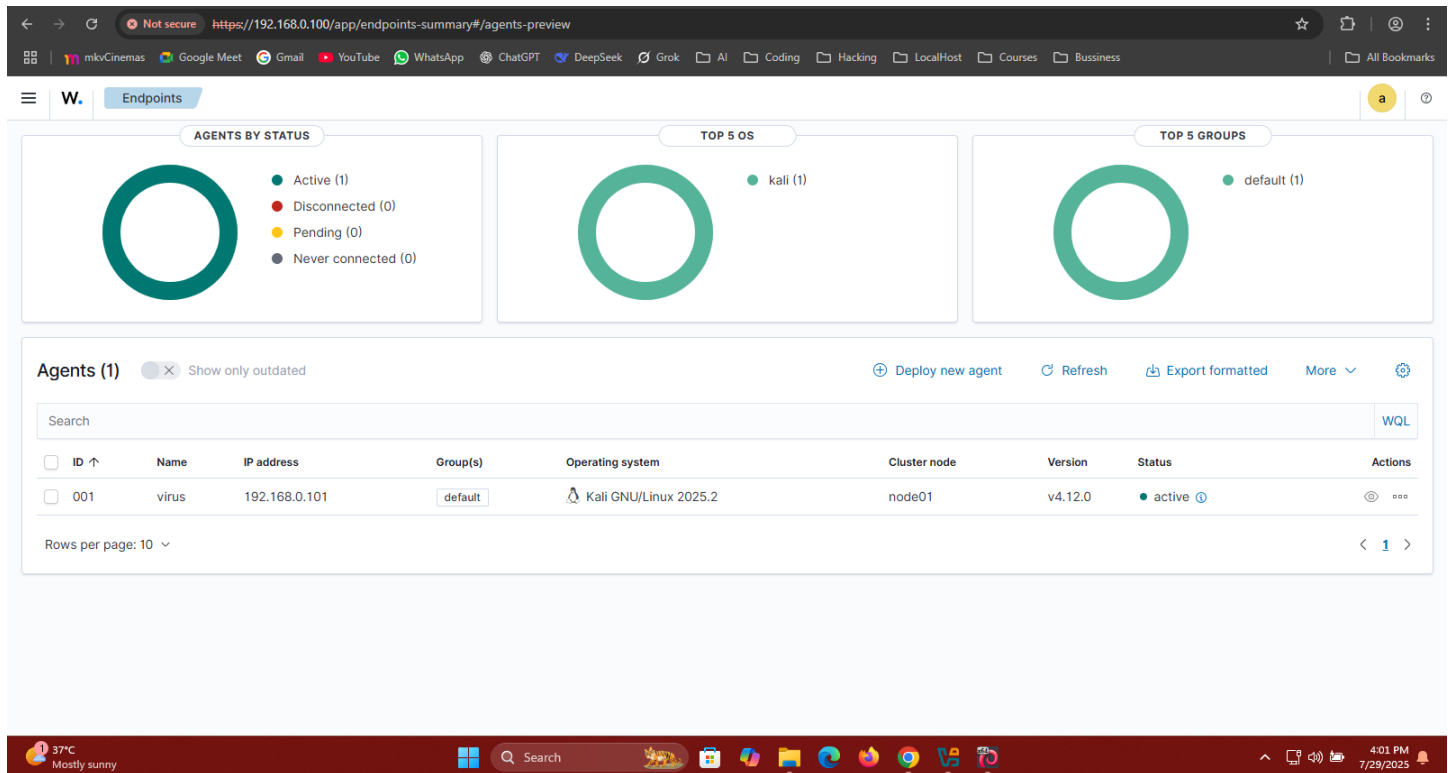 Not secure https://192.168.0.100/app/endpoints-summary#/agents-preview
m mkvCinemas Google Meet Gmail YouTube WhatsApp ChatGPT DeepSeek Grok AI Coding Hacking LocalHost Courses Bussiness All Bookmarks
W. Endpoints a
AGENTS BY STATUS
Active (1)
Disconnected (0)
Pending (0)
Never connected (0)
TOP 5 OS
kali (1)
TOP 5 GROUPS
default (1)
Agents (1) Show only outdated Deploy new agent Refresh Export formatted More
Search WQL
ID Name IP address Group(s) Operating system Cluster node Version Status Actions
001 virus 192.168.0.101 default Kali GNU/Linux 2025.2 node01 v4.12.0 active
Rows per page: 10 1
1 37°C
Mostly sunny
Search
4:01 PM
7/29/2025